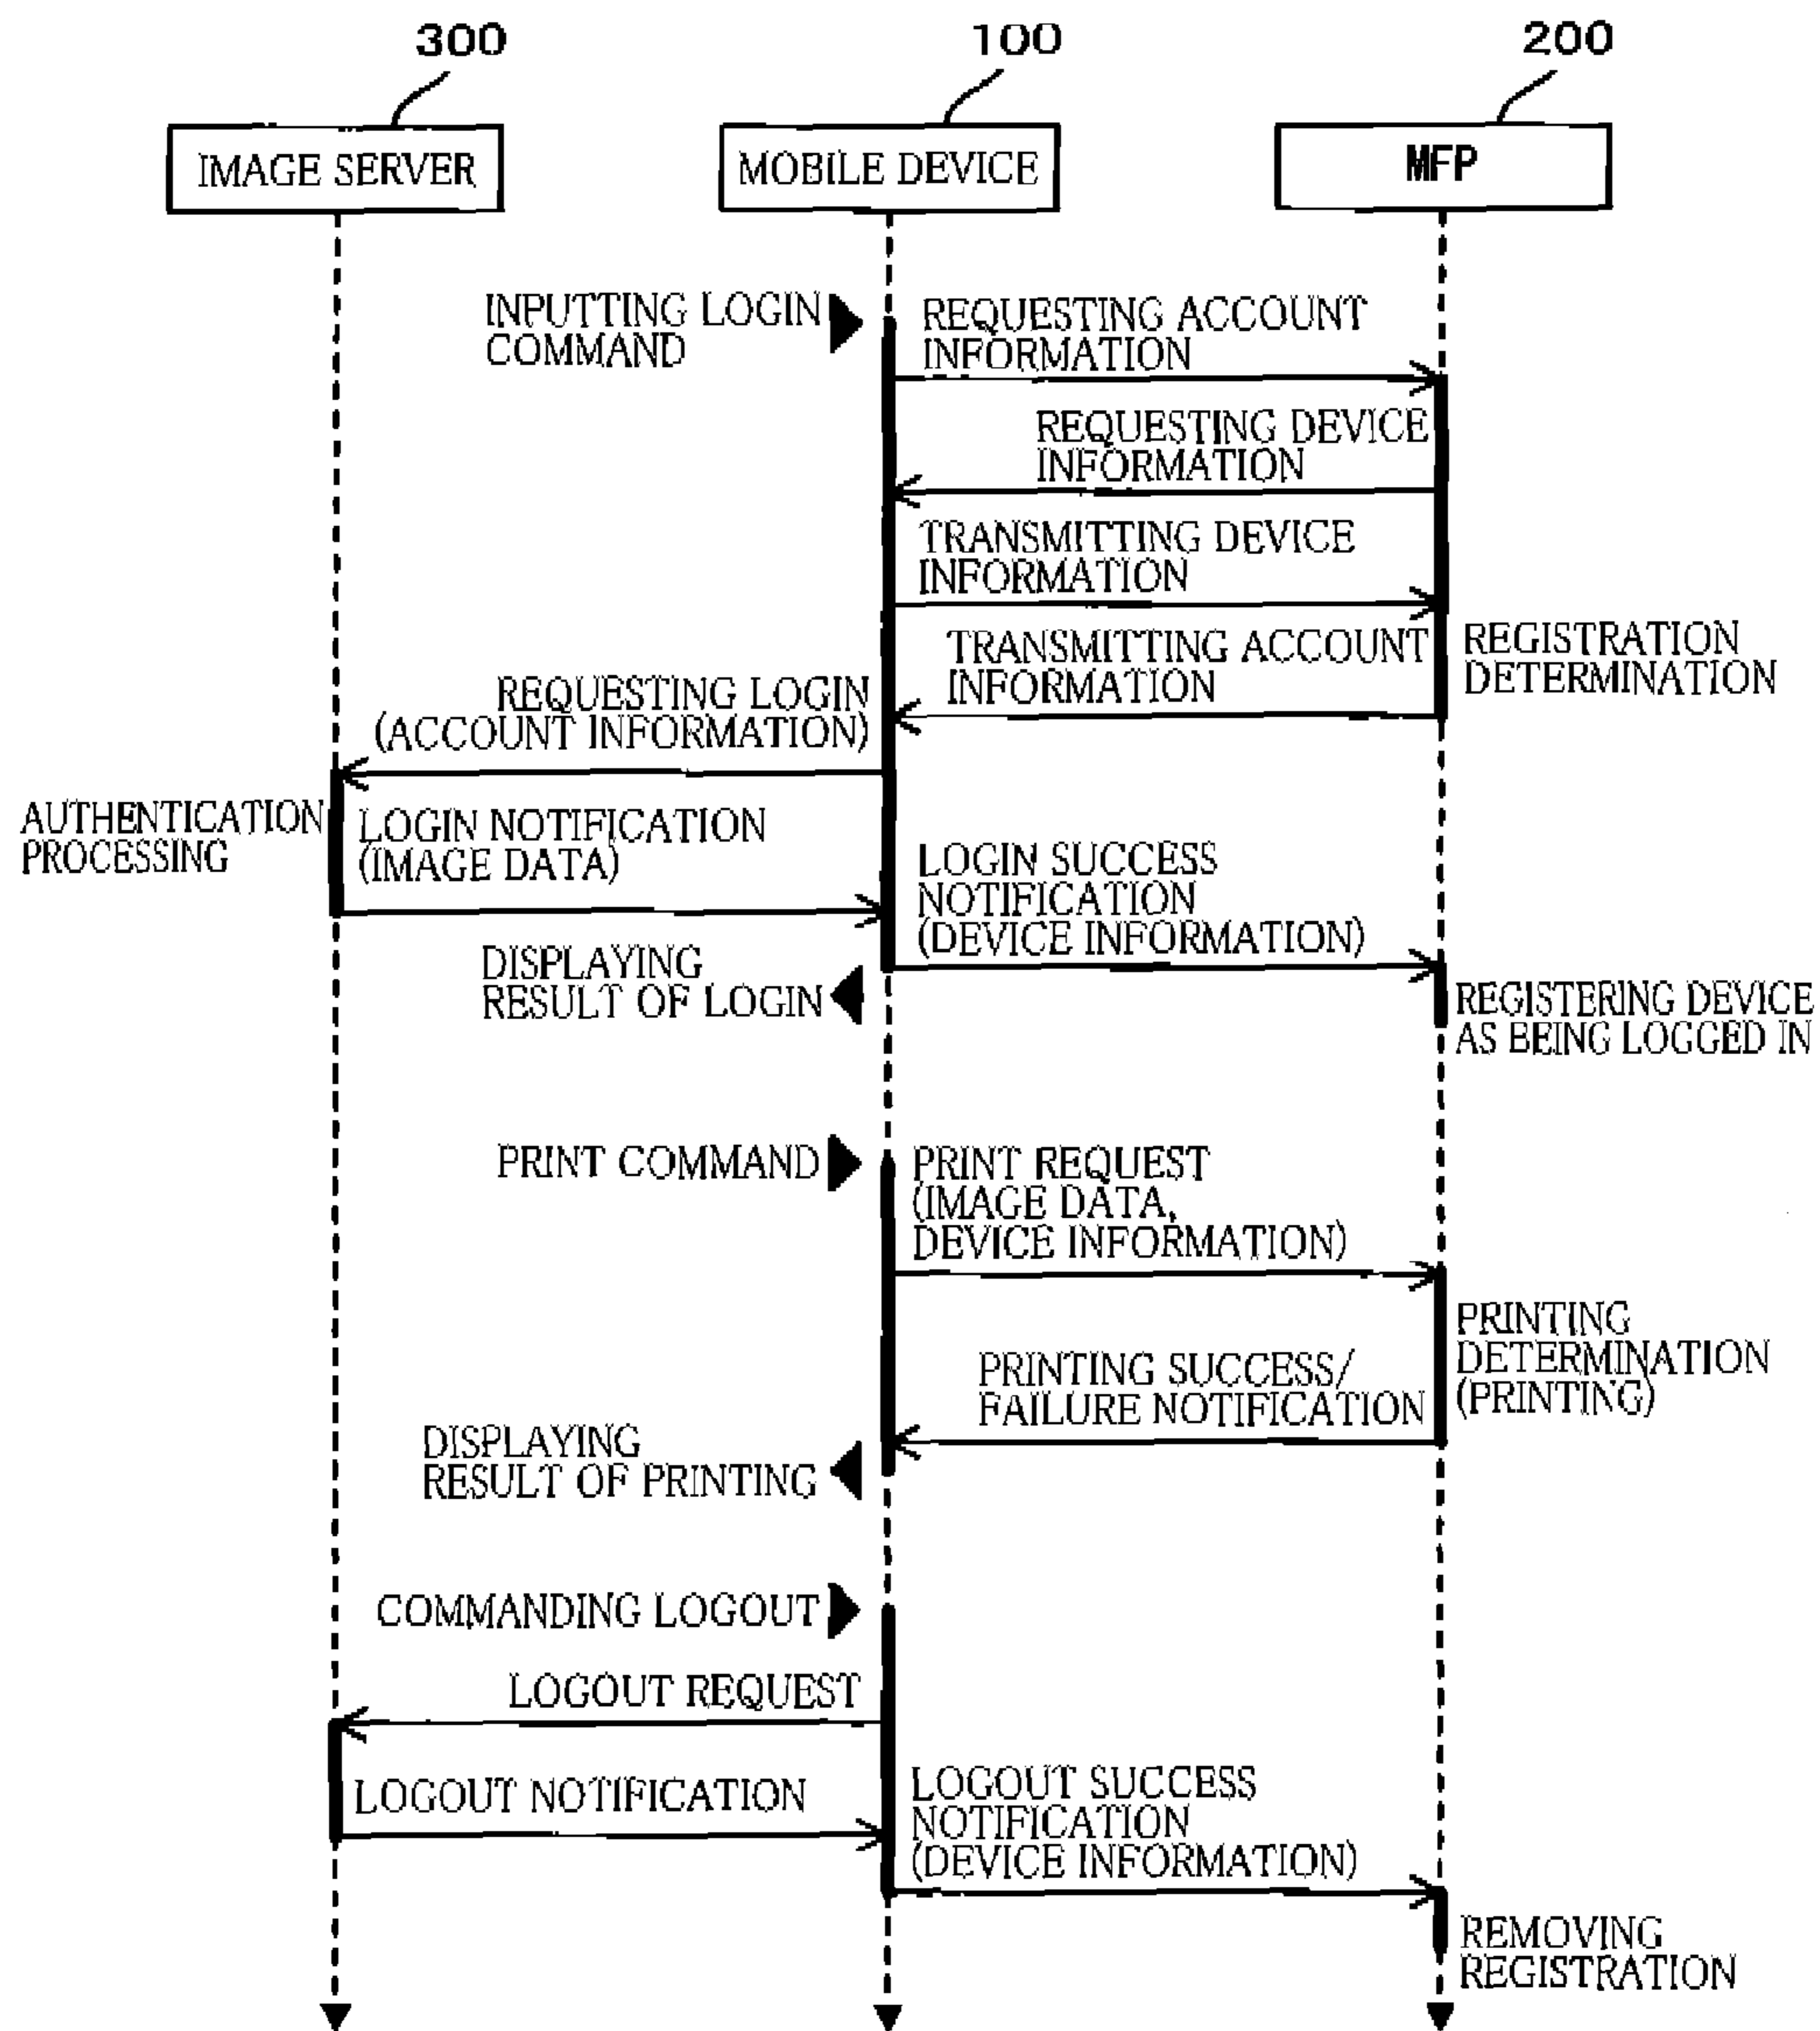 300
100
200
IMAGE SERVER
MOBILE DEVICE
MFP
INPUTTING LOGIN
COMMAND
REQUESTING ACCOUNT
INFORMATION
REQUESTING DEVICE
INFORMATION
TRANSMITTING DEVICE
INFORMATION
TRANSMITTING ACCOUNT
INFORMATION
REGISTRATION
DETERMINATION
REQUESTING LOGIN
(ACCOUNT INFORMATION)
AUTHENTICATION
PROCESSING
LOGIN NOTIFICATION
(IMAGE DATA)
LOGIN SUCCESS
NOTIFICATION
(DEVICE INFORMATION)
DISPLAYING
RESULT OF LOGIN
REGISTERING DEVICE
AS BEING LOGGED IN
PRINT COMMAND
PRINT REQUEST
(IMAGE DATA,
DEVICE INFORMATION)
PRINTING
DETERMINATION
(PRINTING)
PRINTING SUCCESS/
FAILURE NOTIFICATION
DISPLAYING
RESULT OF PRINTING
COMMANDING LOGOUT
LOGOUT REQUEST
LOGOUT NOTIFICATION
LOGOUT SUCCESS
NOTIFICATION
(DEVICE INFORMATION)
REMOVING
REGISTRATION